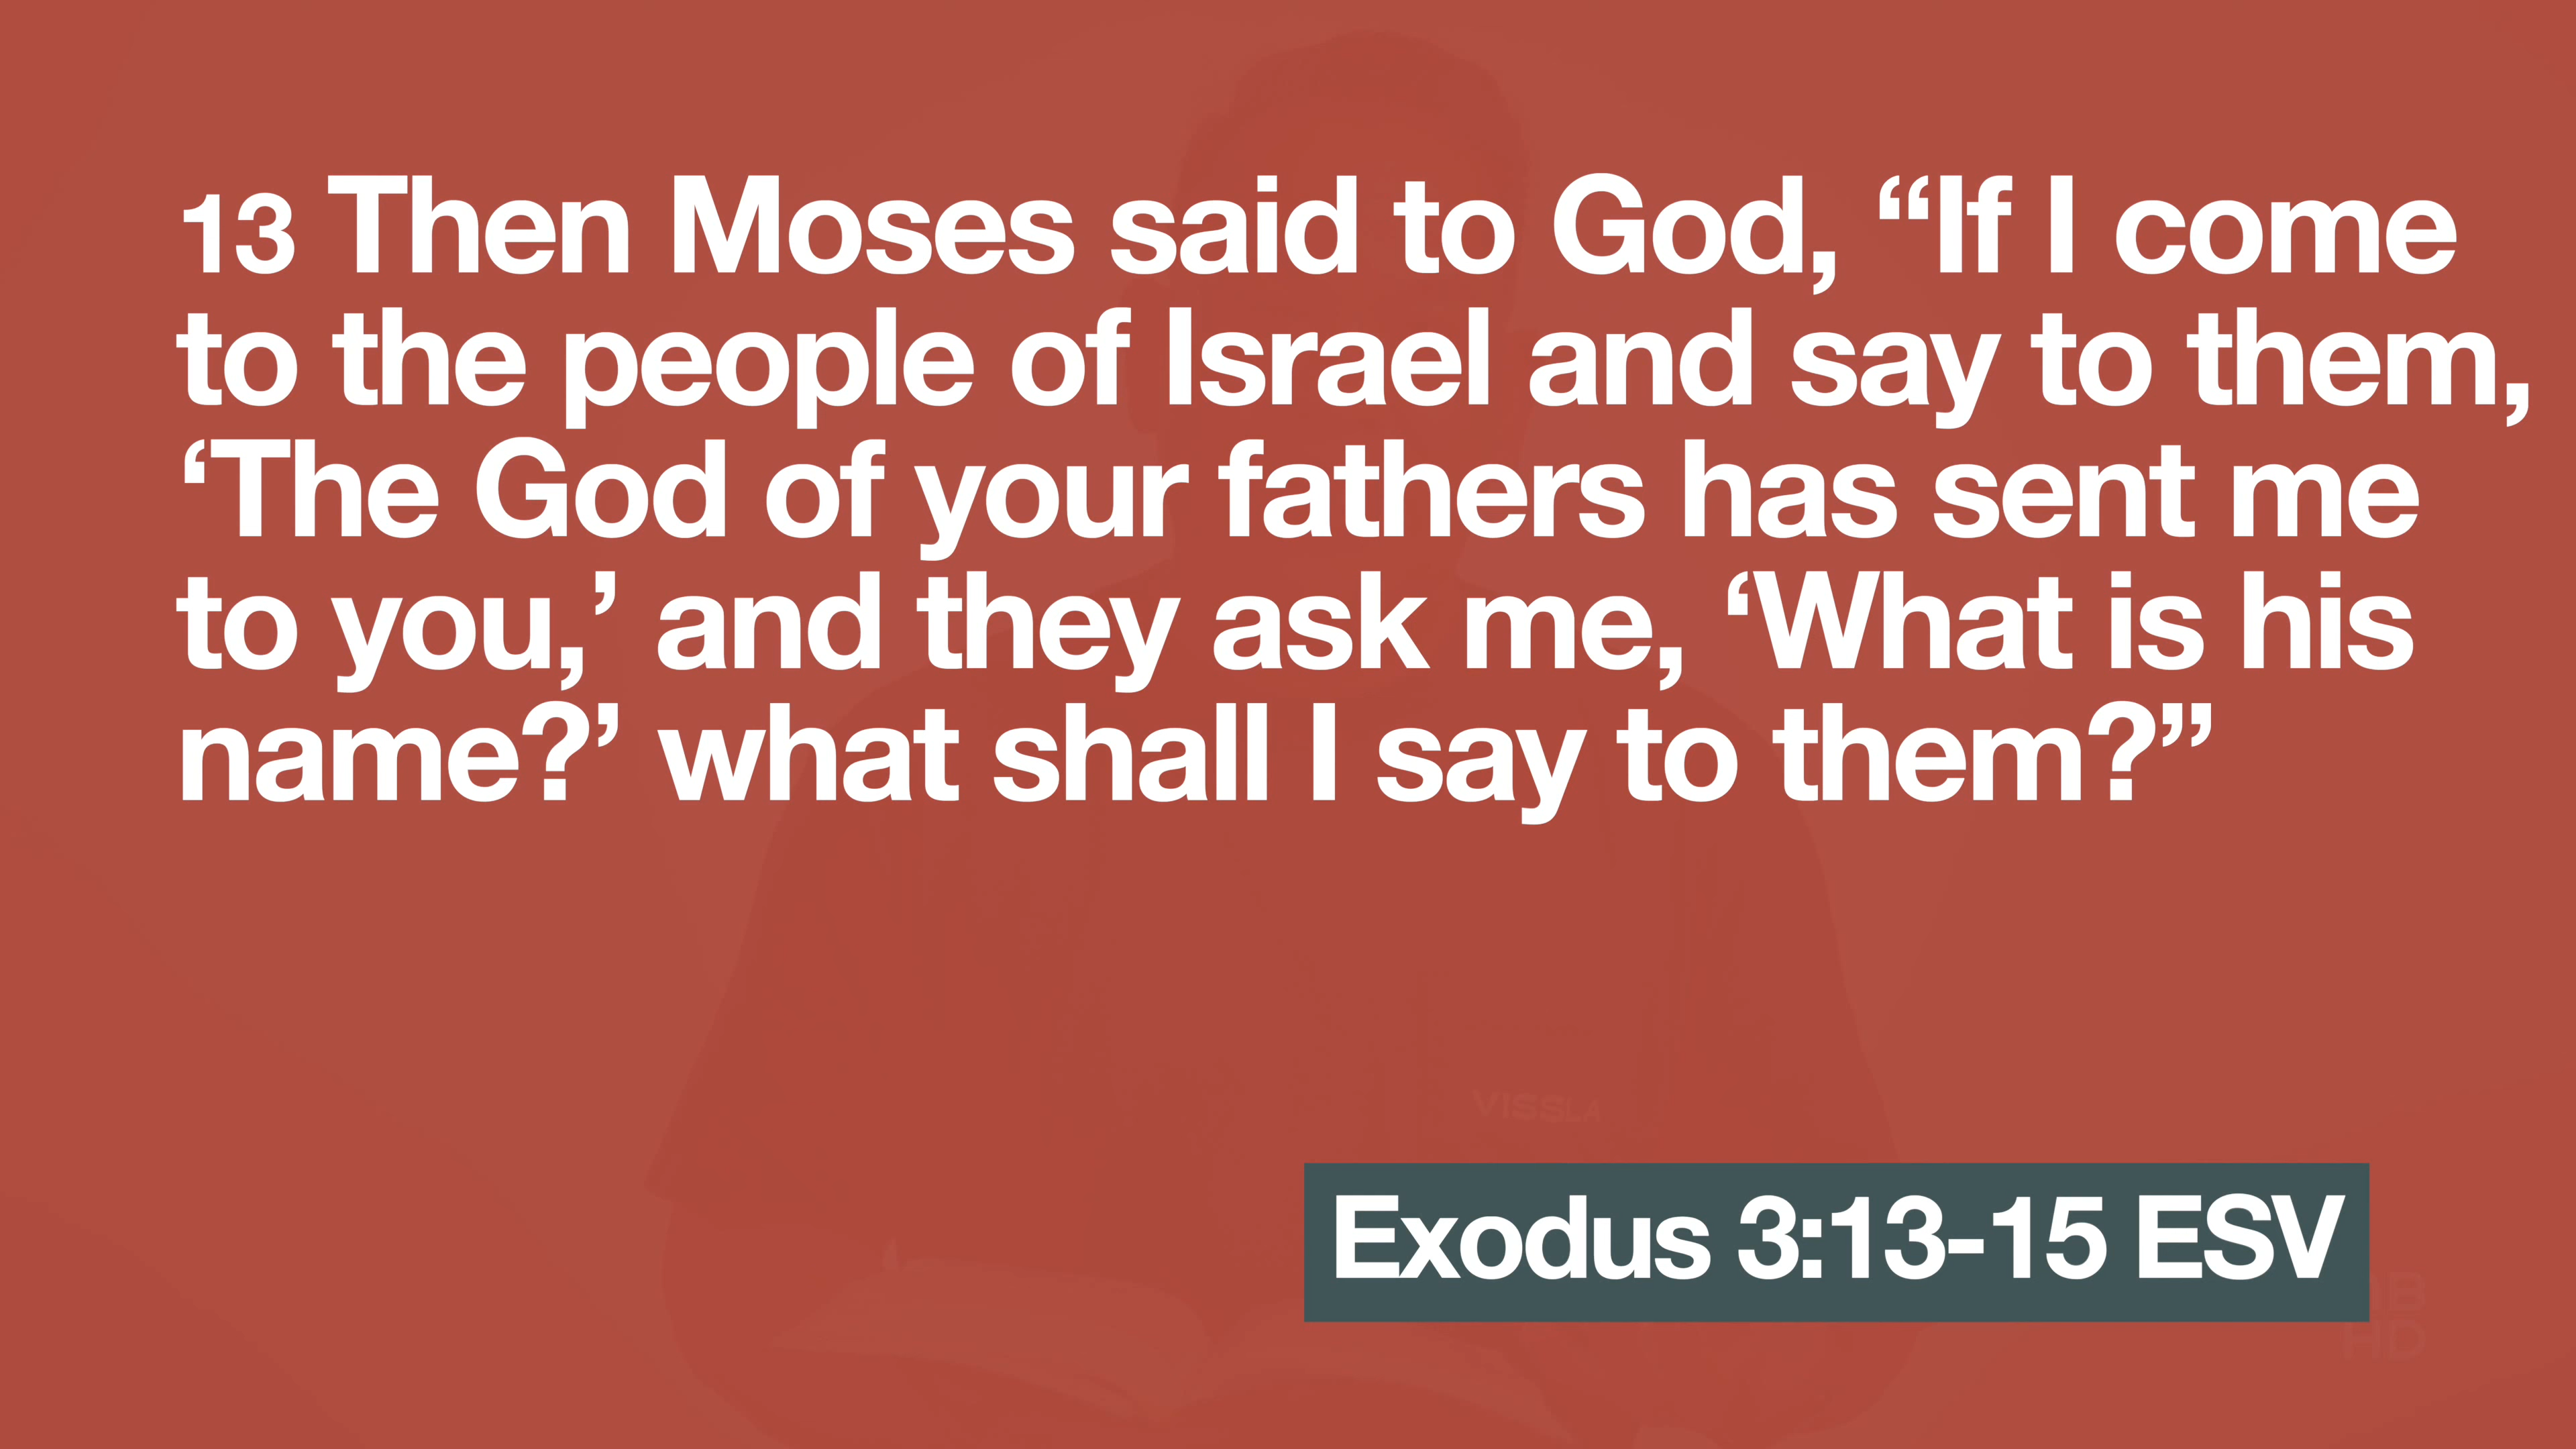 13 Then Moses said to God, “If I come
to the people of Israel and say to them,
‘The God of your fathers has sent me
to you,’ and they ask me, ‘What is his
name?’ what shall I say to them?”
VISSLA
Exodus 3:13-15 ESV
HD